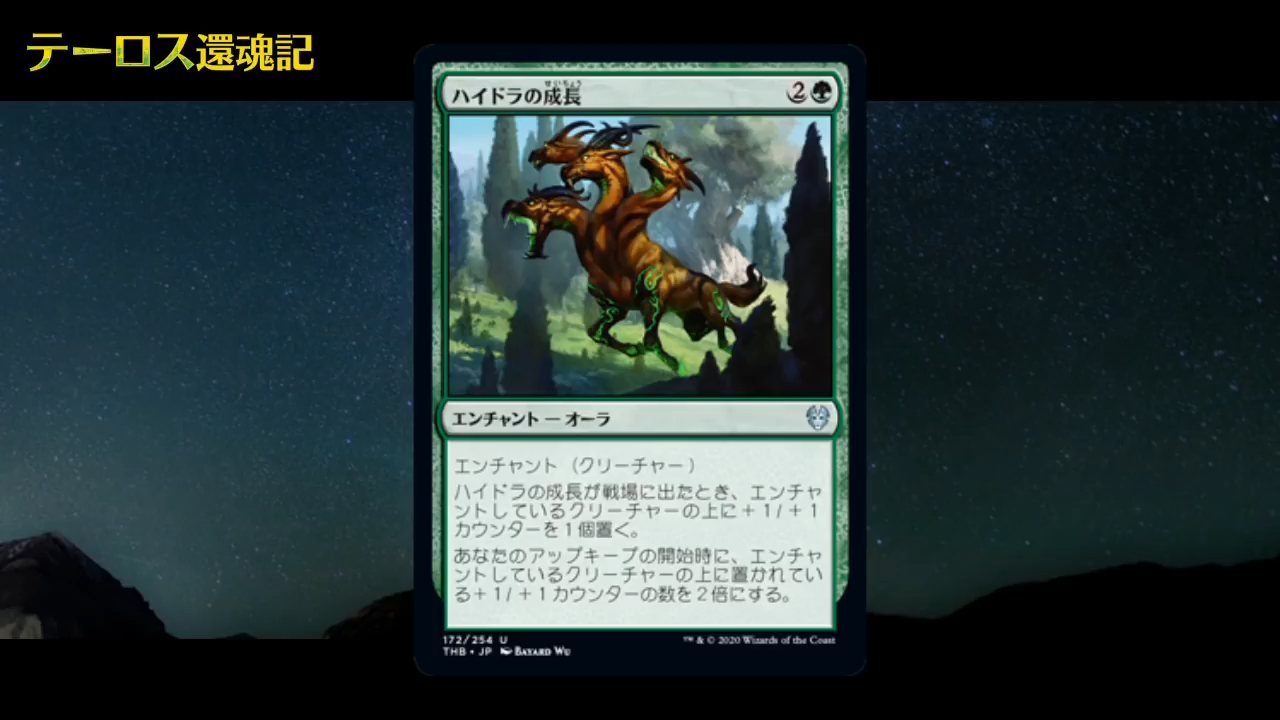 テーロス還魂記
ハイドラの成長 2
せいちょう
エンチャント ― オーラ
エンチャント（クリーチャー）
ハイドラの成長が戦場に出たとき、エンチャ
ントしているクリーチャーの上に＋１/＋１
カウンターを１個置く。
あなたのアップキープの開始時に、エンチャ
ントしているクリーチャーの上に置かれてい
る＋１/＋１カウンターの数を２倍にする。
172/254 U
THB • JP Bayard Wu
™ & © 2020 Wizards of the Coast